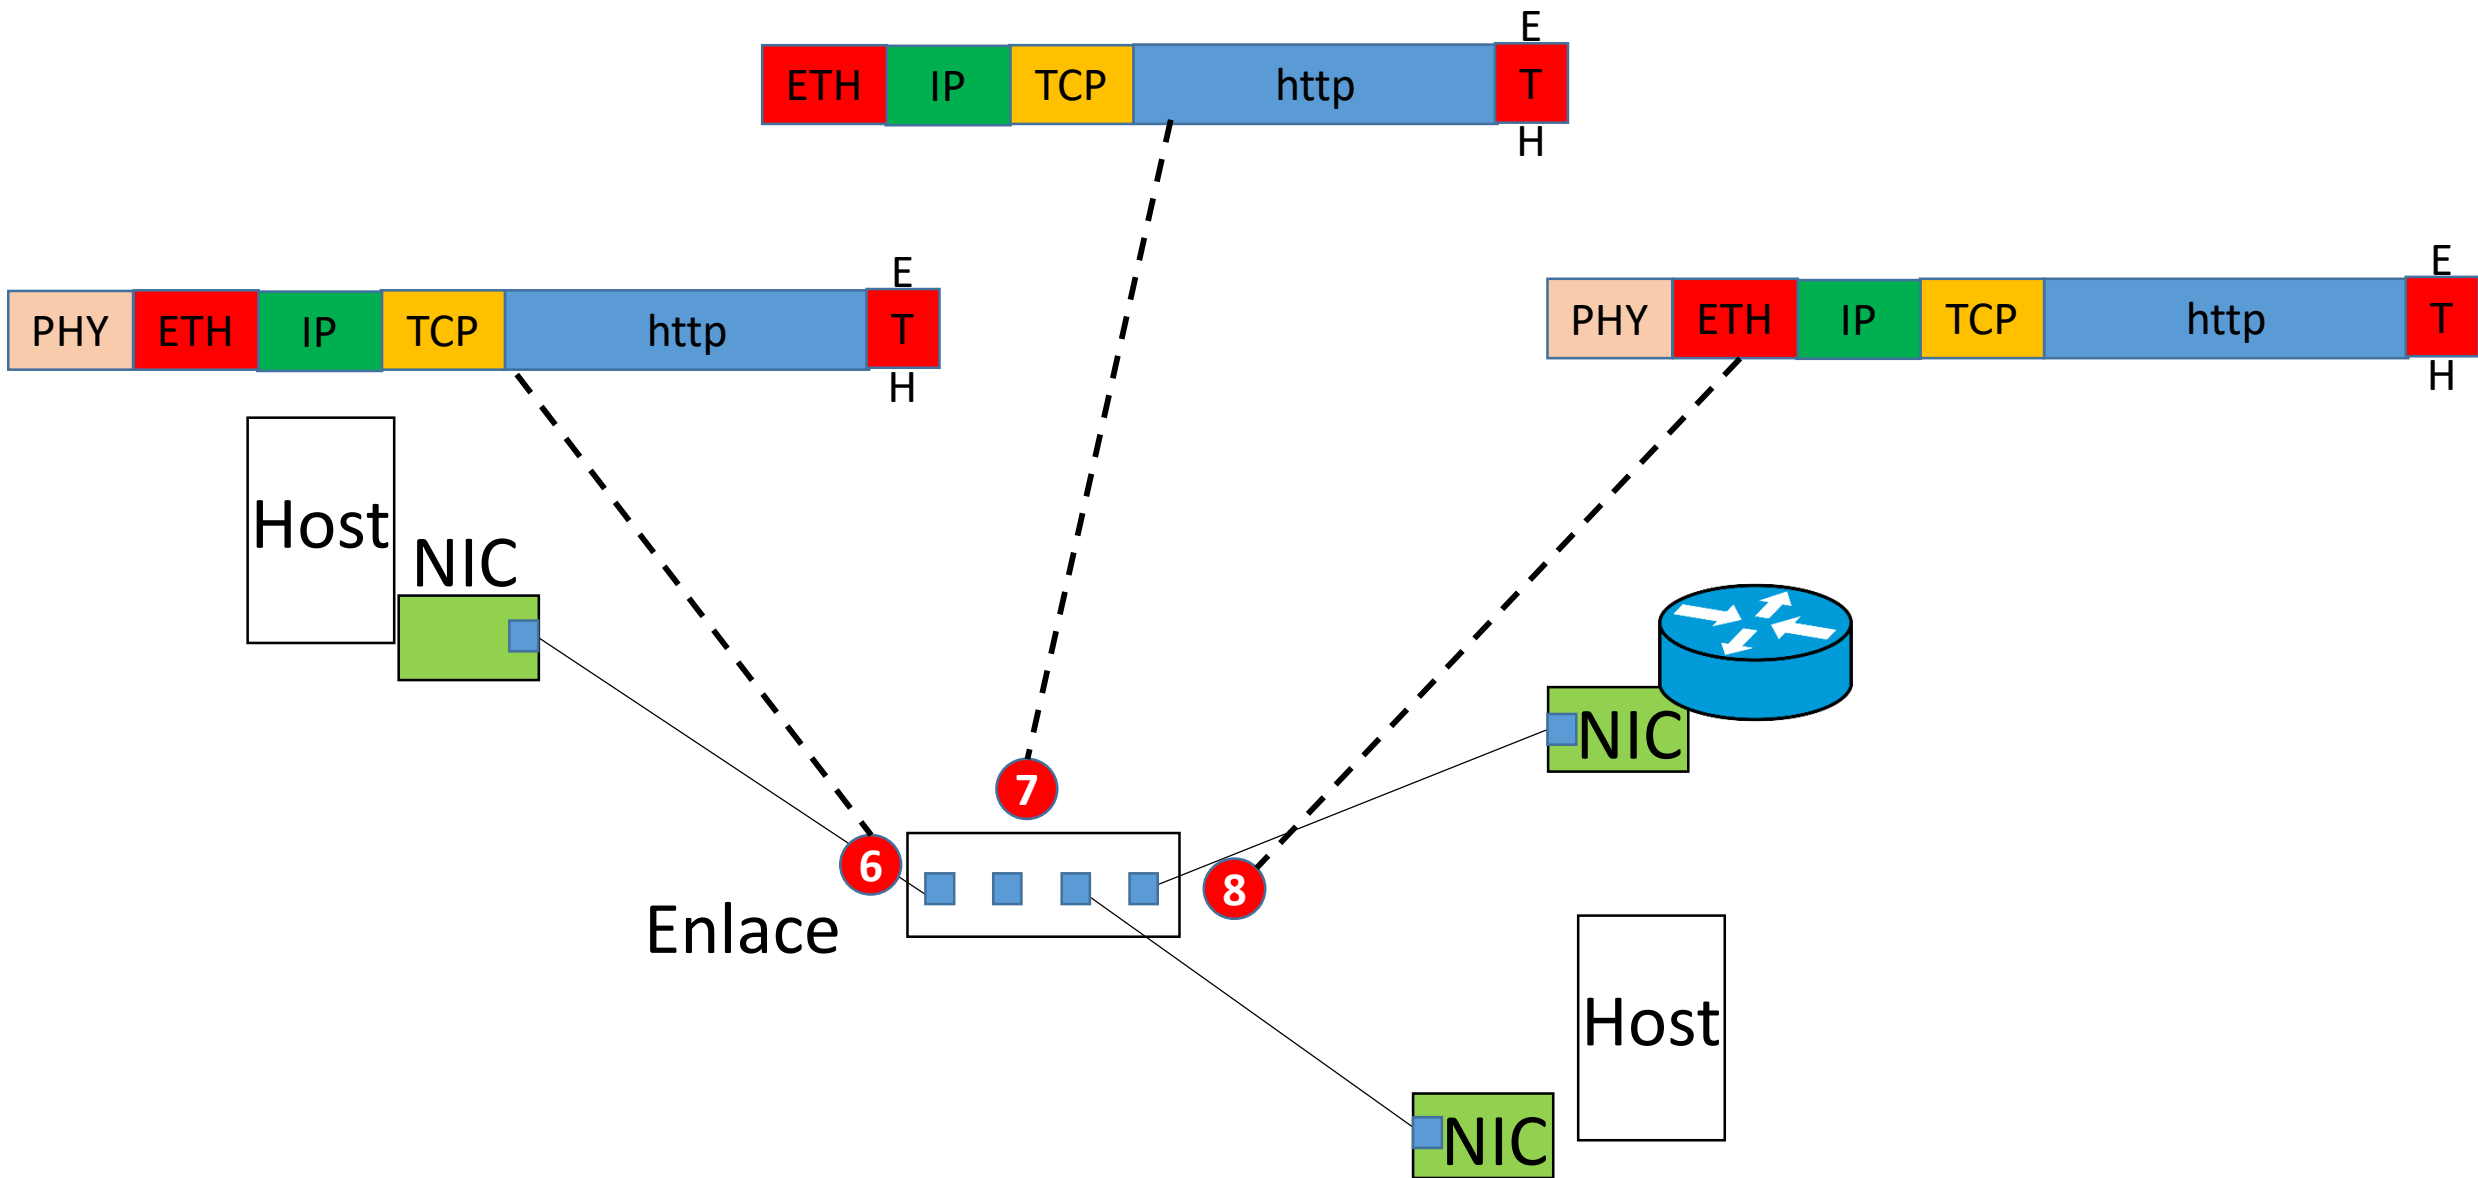 E
ETH IP TCP http T
H
E
PHY ETH IP TCP http T
H
E
PHY ETH IP TCP http T
H
Host
NIC
NIC
7
6
8
Enlace
Host
NIC